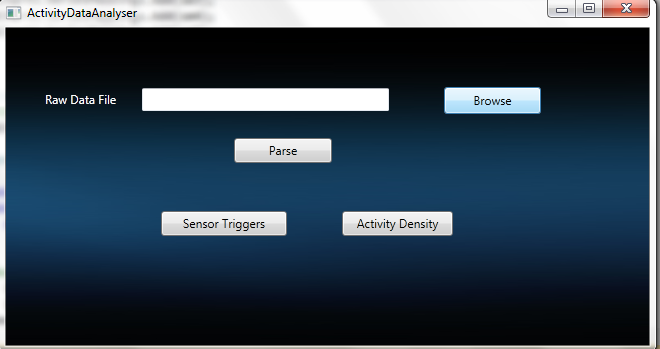 ActivityDataAnalyser
Raw Data File
Browse
Parse
Sensor Triggers
Activity Density